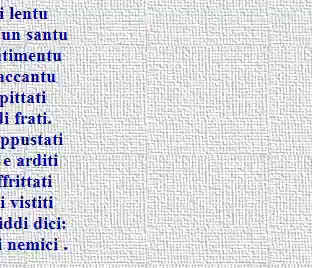 i lentu
un santu
timentu
accantu
pittati
di frati.
ppustati
e arditi
ffrittati
i vistiti
iddi dici:
i nemici .